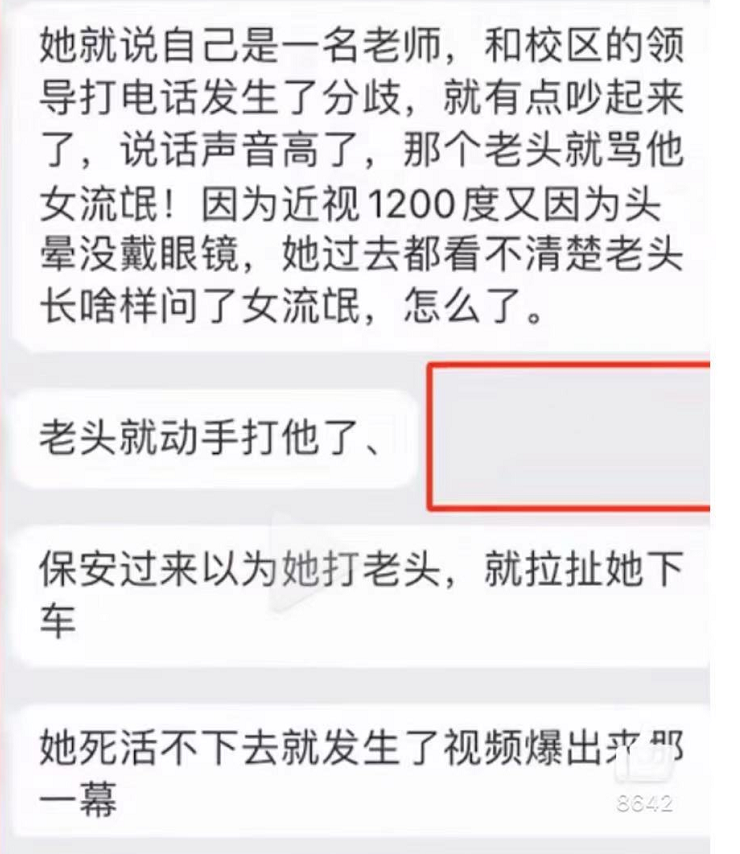 她就说自己是一名老师，和校区的领
导打电话发生了分歧，就有点吵起来
了，说话声音高了，那个老头就骂他
女流氓！因为近视1200度又因为头
晕没戴眼镜，她过去都看不清楚老头
长啥样问了女流氓，怎么了。
老头就动手打他了、
保安过来以为她打老头，就拉扯她下
车
她死活不下去就发生了视频爆出来那
一幕
8642